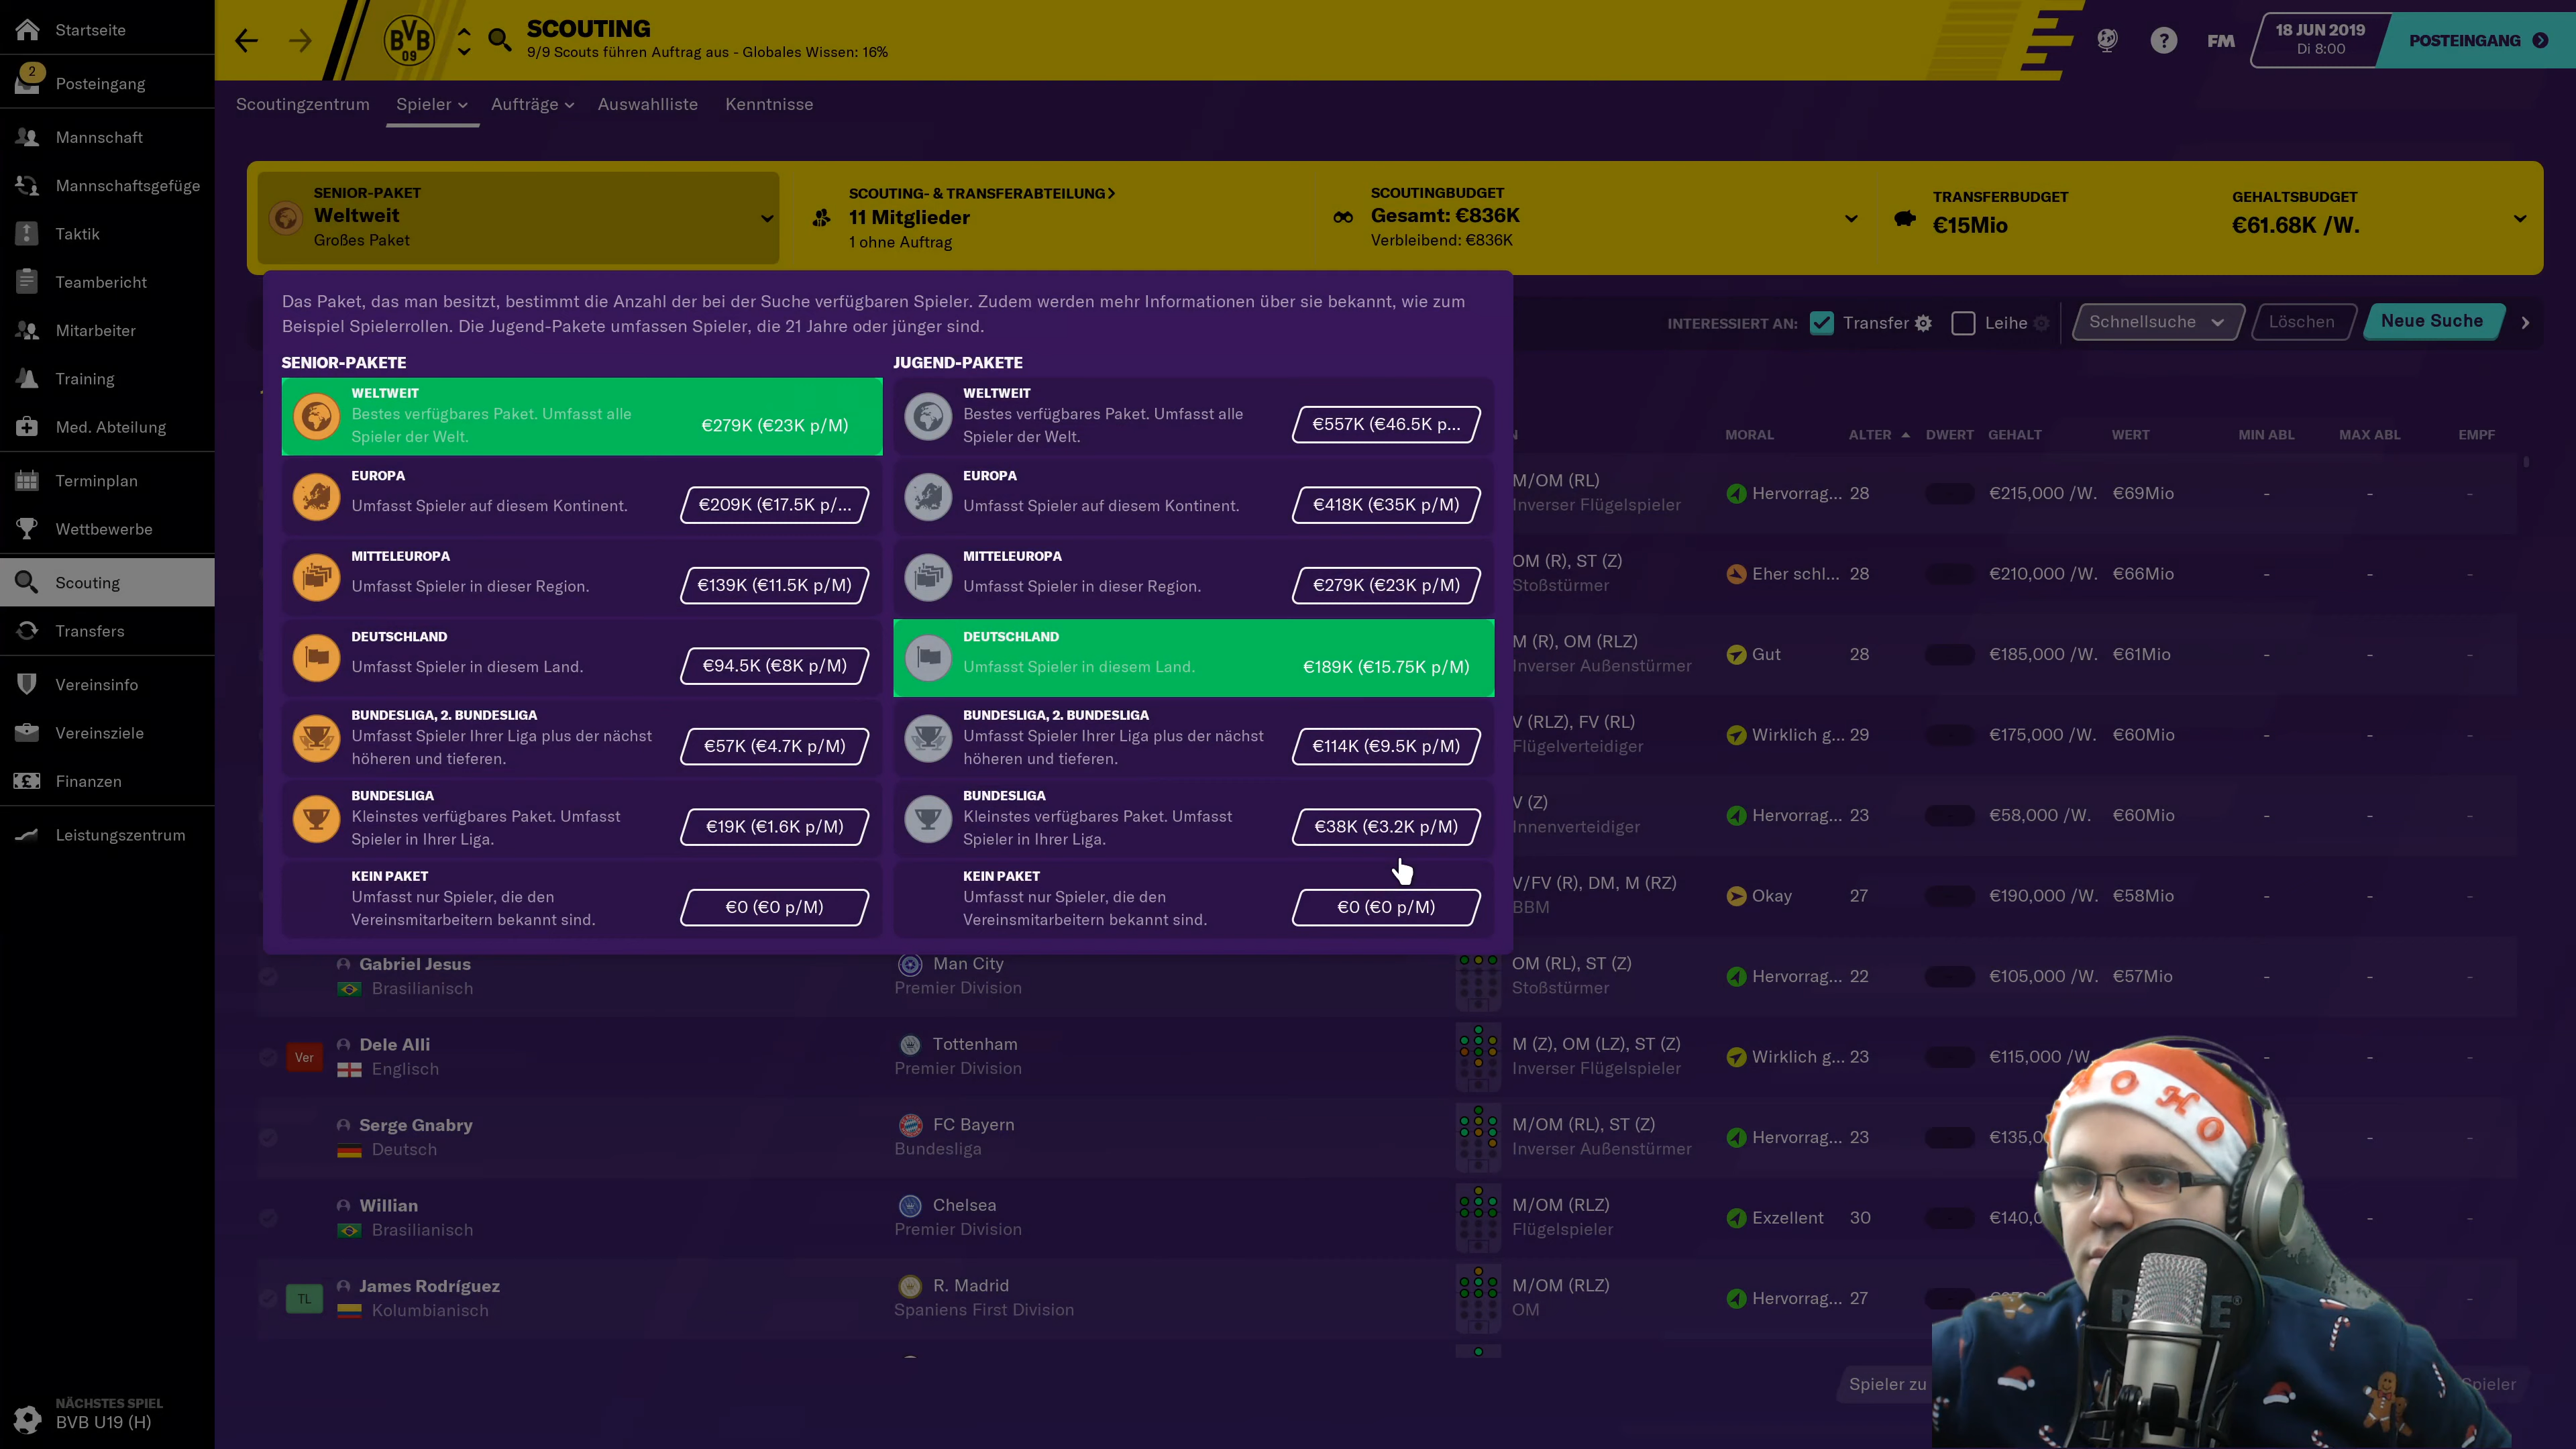 Startseite
2
Posteingang
Mannschaft
Mannschaftsgefüge
Taktik
Teambericht
Mitarbeiter
Training
Med. Abteilung
Terminplan
Wettbewerbe
Scouting
Transfers
Vereinsinfo
Vereinsziele
Finanzen
Leistungszentrum
NÄCHSTES SPIEL
BVB U19 (H)
BVB
09
SCOUTING
9/9 Scouts führen Auftrag aus - Globales Wissen: 16%
?
FM
18 JUN 2019
Di 8:00
POSTEINGANG
Scoutingzentrum
Spieler
Aufträge
Auswahlliste
Kenntnisse
SENIOR-PAKET
Weltweit
Großes Paket
SCOUTING- & TRANSFERABTEILUNG
11 Mitglieder
1 ohne Auftrag
SCOUTINGBUDGET
Gesamt: €836K
Verbleibend: €836K
TRANSFERBUDGET
€15Mio
GEHALTSBUDGET
€61.68K /W.
Das Paket, das man besitzt, bestimmt die Anzahl der bei der Suche verfügbaren Spieler. Zudem werden mehr Informationen über sie bekannt, wie zum
Beispiel Spielerrollen. Die Jugend-Pakete umfassen Spieler, die 21 Jahre oder jünger sind.
INTERESSIERT AN:
Transfer
Leihe
Schnellsuche
Löschen
Neue Suche
SENIOR-PAKETE
WELTWEIT
Bestes verfügbares Paket. Umfasst alle
Spieler der Welt.
€279K (€23K p/M)
EUROPA
Umfasst Spieler auf diesem Kontinent.
€209K (€17.5K p/...
MITTELEUROPA
Umfasst Spieler in dieser Region.
€139K (€11.5K p/M)
DEUTSCHLAND
Umfasst Spieler in diesem Land.
€94.5K (€8K p/M)
BUNDESLIGA, 2. BUNDESLIGA
Umfasst Spieler Ihrer Liga plus der nächst
höheren und tieferen.
€57K (€4.7K p/M)
BUNDESLIGA
Kleinstes verfügbares Paket. Umfasst
Spieler in Ihrer Liga.
€19K (€1.6K p/M)
KEIN PAKET
Umfasst nur Spieler, die den
Vereinsmitarbeitern bekannt sind.
€0 (€0 p/M)
JUGEND-PAKETE
WELTWEIT
Bestes verfügbares Paket. Umfasst alle
Spieler der Welt.
€557K (€46.5K p...
EUROPA
Umfasst Spieler auf diesem Kontinent.
€418K (€35K p/M)
MITTELEUROPA
Umfasst Spieler in dieser Region.
€279K (€23K p/M)
DEUTSCHLAND
Umfasst Spieler in diesem Land.
€189K (€15.75K p/M)
BUNDESLIGA, 2. BUNDESLIGA
Umfasst Spieler Ihrer Liga plus der nächst
höheren und tieferen.
€114K (€9.5K p/M)
BUNDESLIGA
Kleinstes verfügbares Paket. Umfasst
Spieler in Ihrer Liga.
€38K (€3.2K p/M)
KEIN PAKET
Umfasst nur Spieler, die den
Vereinsmitarbeitern bekannt sind.
€0 (€0 p/M)
MORAL ALTER DWERT GEHALT WERT MIN ABL MAX ABL EMPF
M/OM (RL) Hervorrag... 28 €215,000 /W. €69Mio - - -
Inverser Flügelspieler
OM (R), ST (Z) Eher schl... 28 €210,000 /W. €66Mio - - -
Stoßstürmer
M (R), OM (RLZ) Gut 28 €185,000 /W. €61Mio - - -
Inverser Außenstürmer
V (RLZ), FV (RL) Wirklich g... 29 €175,000 /W. €60Mio - - -
Flügelverteidiger
V (Z) Hervorrag... 23 €58,000 /W. €60Mio - - -
Innenverteidiger
V/FV (R), DM, M (RZ) Okay 27 €190,000 /W. €58Mio - - -
BBM
Gabriel Jesus Man City OM (RL), ST (Z) Hervorrag... 22 €105,000 /W. €57Mio - - -
Brasilianisch Premier Division Stoßstürmer
Ver Dele Alli Tottenham M (Z), OM (LZ), ST (Z) Wirklich g... 23 €115,000 /W - - -
Englisch Premier Division Inverser Flügelspieler
Serge Gnabry FC Bayern M/OM (RL), ST (Z) Hervorrag... 23 €135,0 - -
Deutsch Bundesliga Inverser Außenstürmer
Willian Chelsea M/OM (RLZ) Exzellent 30 €140,0 - -
Brasilianisch Premier Division Flügelspieler
TL James Rodríguez R. Madrid M/OM (RLZ) Hervorrag... 27 - -
Kolumbianisch Spaniens First Division OM
Spieler zu
Spieler
O H O